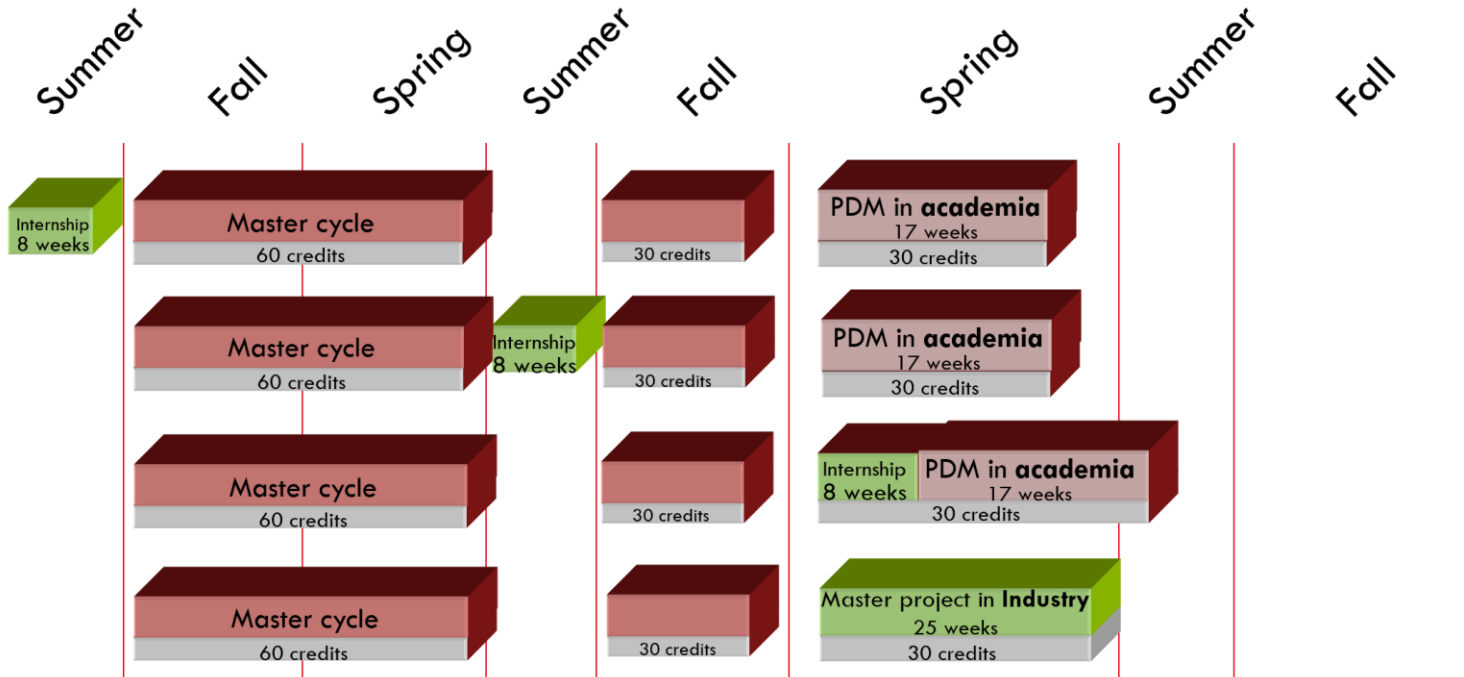 Summer
Fall
Spring
Summer
Fall
Spring
Summer
Fall
Internship
8 weeks
Master cycle
60 credits
30 credits
PDM in academia
17 weeks
30 credits
Master cycle
60 credits
Internship
8 weeks
30 credits
PDM in academia
17 weeks
30 credits
Master cycle
60 credits
30 credits
Internship
8 weeks
PDM in academia
17 weeks
30 credits
Master cycle
60 credits
30 credits
Master project in Industry
25 weeks
30 credits